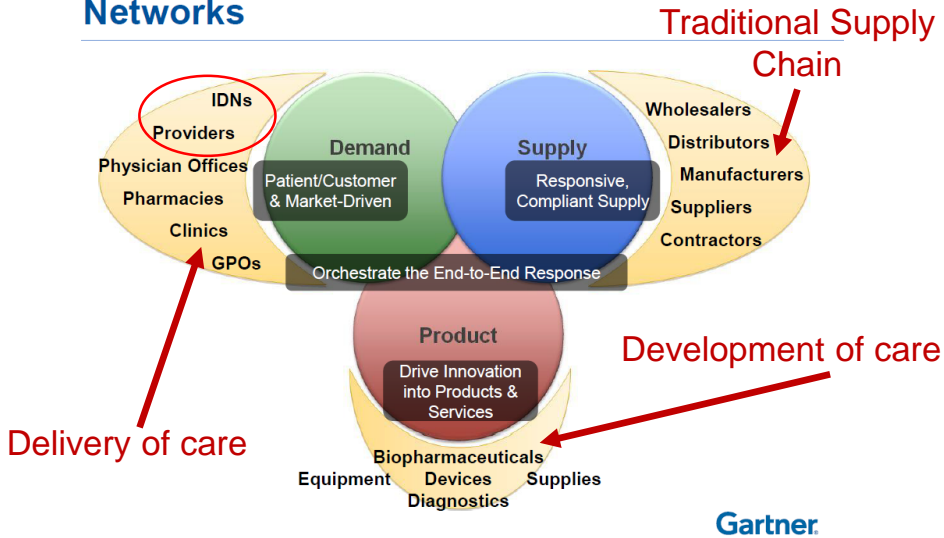 Networks
Traditional Supply
Chain
IDNs
Providers
Physician Offices
Pharmacies
Clinics
GPOs
Demand
Patient/Customer
& Market-Driven
Supply
Responsive,
Compliant Supply
Wholesalers
Distributors
Manufacturers
Suppliers
Contractors
Orchestrate the End-to-End Response
Product
Drive Innovation
into Products &
Services
Development of care
Delivery of care
Biopharmaceuticals
Equipment Devices Supplies
Diagnostics
Gartner